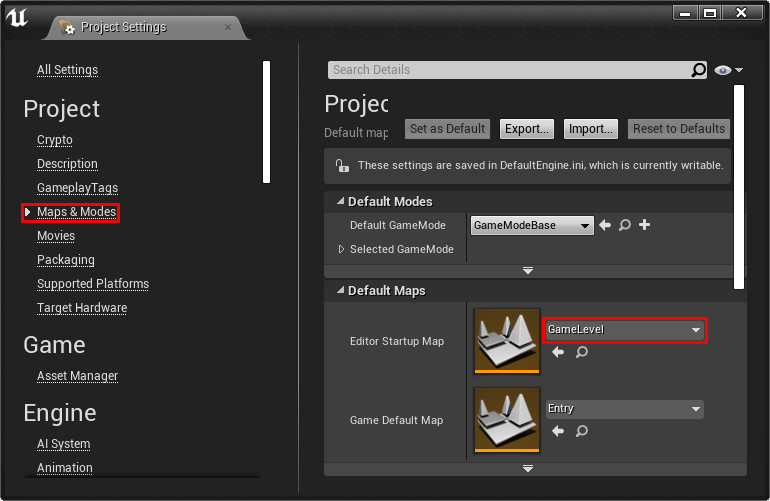 Project Settings
All Settings
Project
Crypto
Description
GameplayTags
Maps & Modes
Movies
Packaging
Supported Platforms
Target Hardware
Game
Asset Manager
Engine
AI System
Animation
Search Details
Projec
Default map
Set as Default
Export...
Import...
Reset to Defaults
These settings are saved in DefaultEngine.ini, which is currently writable.
Default Modes
Default GameMode
GameModeBase
Selected GameMode
Default Maps
Editor Startup Map
GameLevel
Game Default Map
Entry